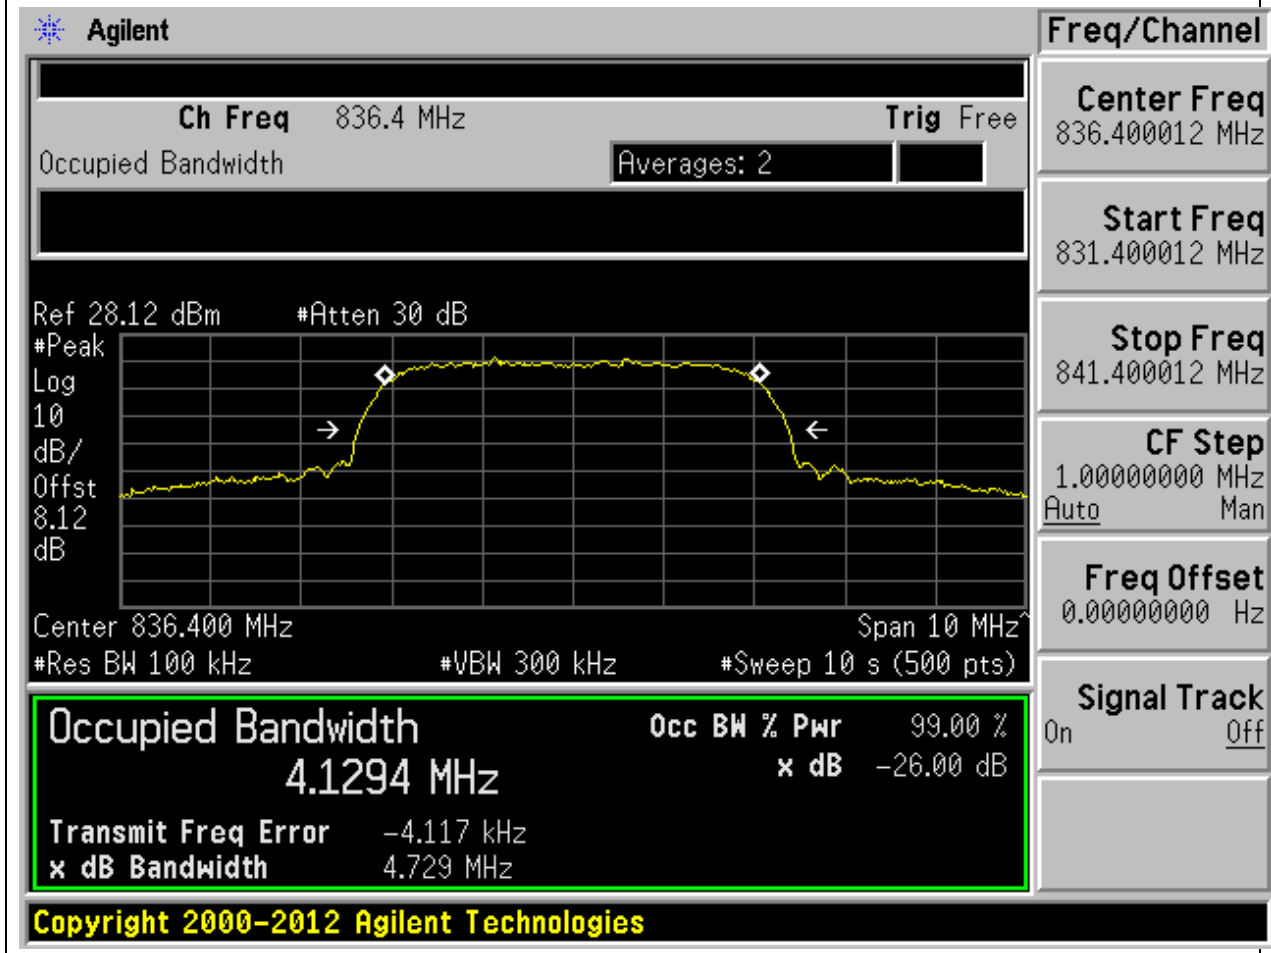 Agilent
Freq/Channel
Ch Freq 836.4 MHz Trig Free
Occupied Bandwidth Averages: 2
Center Freq
836.400012 MHz
Start Freq
831.400012 MHz
Stop Freq
841.400012 MHz
CF Step
1.00000000 MHz
Auto Man
Freq Offset
0.00000000 Hz
Signal Track
On Off
Ref 28.12 dBm #Atten 30 dB
#Peak
Log
10
dB/
Offst
8.12
dB
Center 836.400 MHz Span 10 MHz^
#Res BW 100 kHz #VBW 300 kHz #Sweep 10 s (500 pts)
Occupied Bandwidth
4.1294 MHz
Occ BW % Pwr 99.00 %
x dB -26.00 dB
Transmit Freq Error -4.117 kHz
x dB Bandwidth 4.729 MHz
Copyright 2000-2012 Agilent Technologies